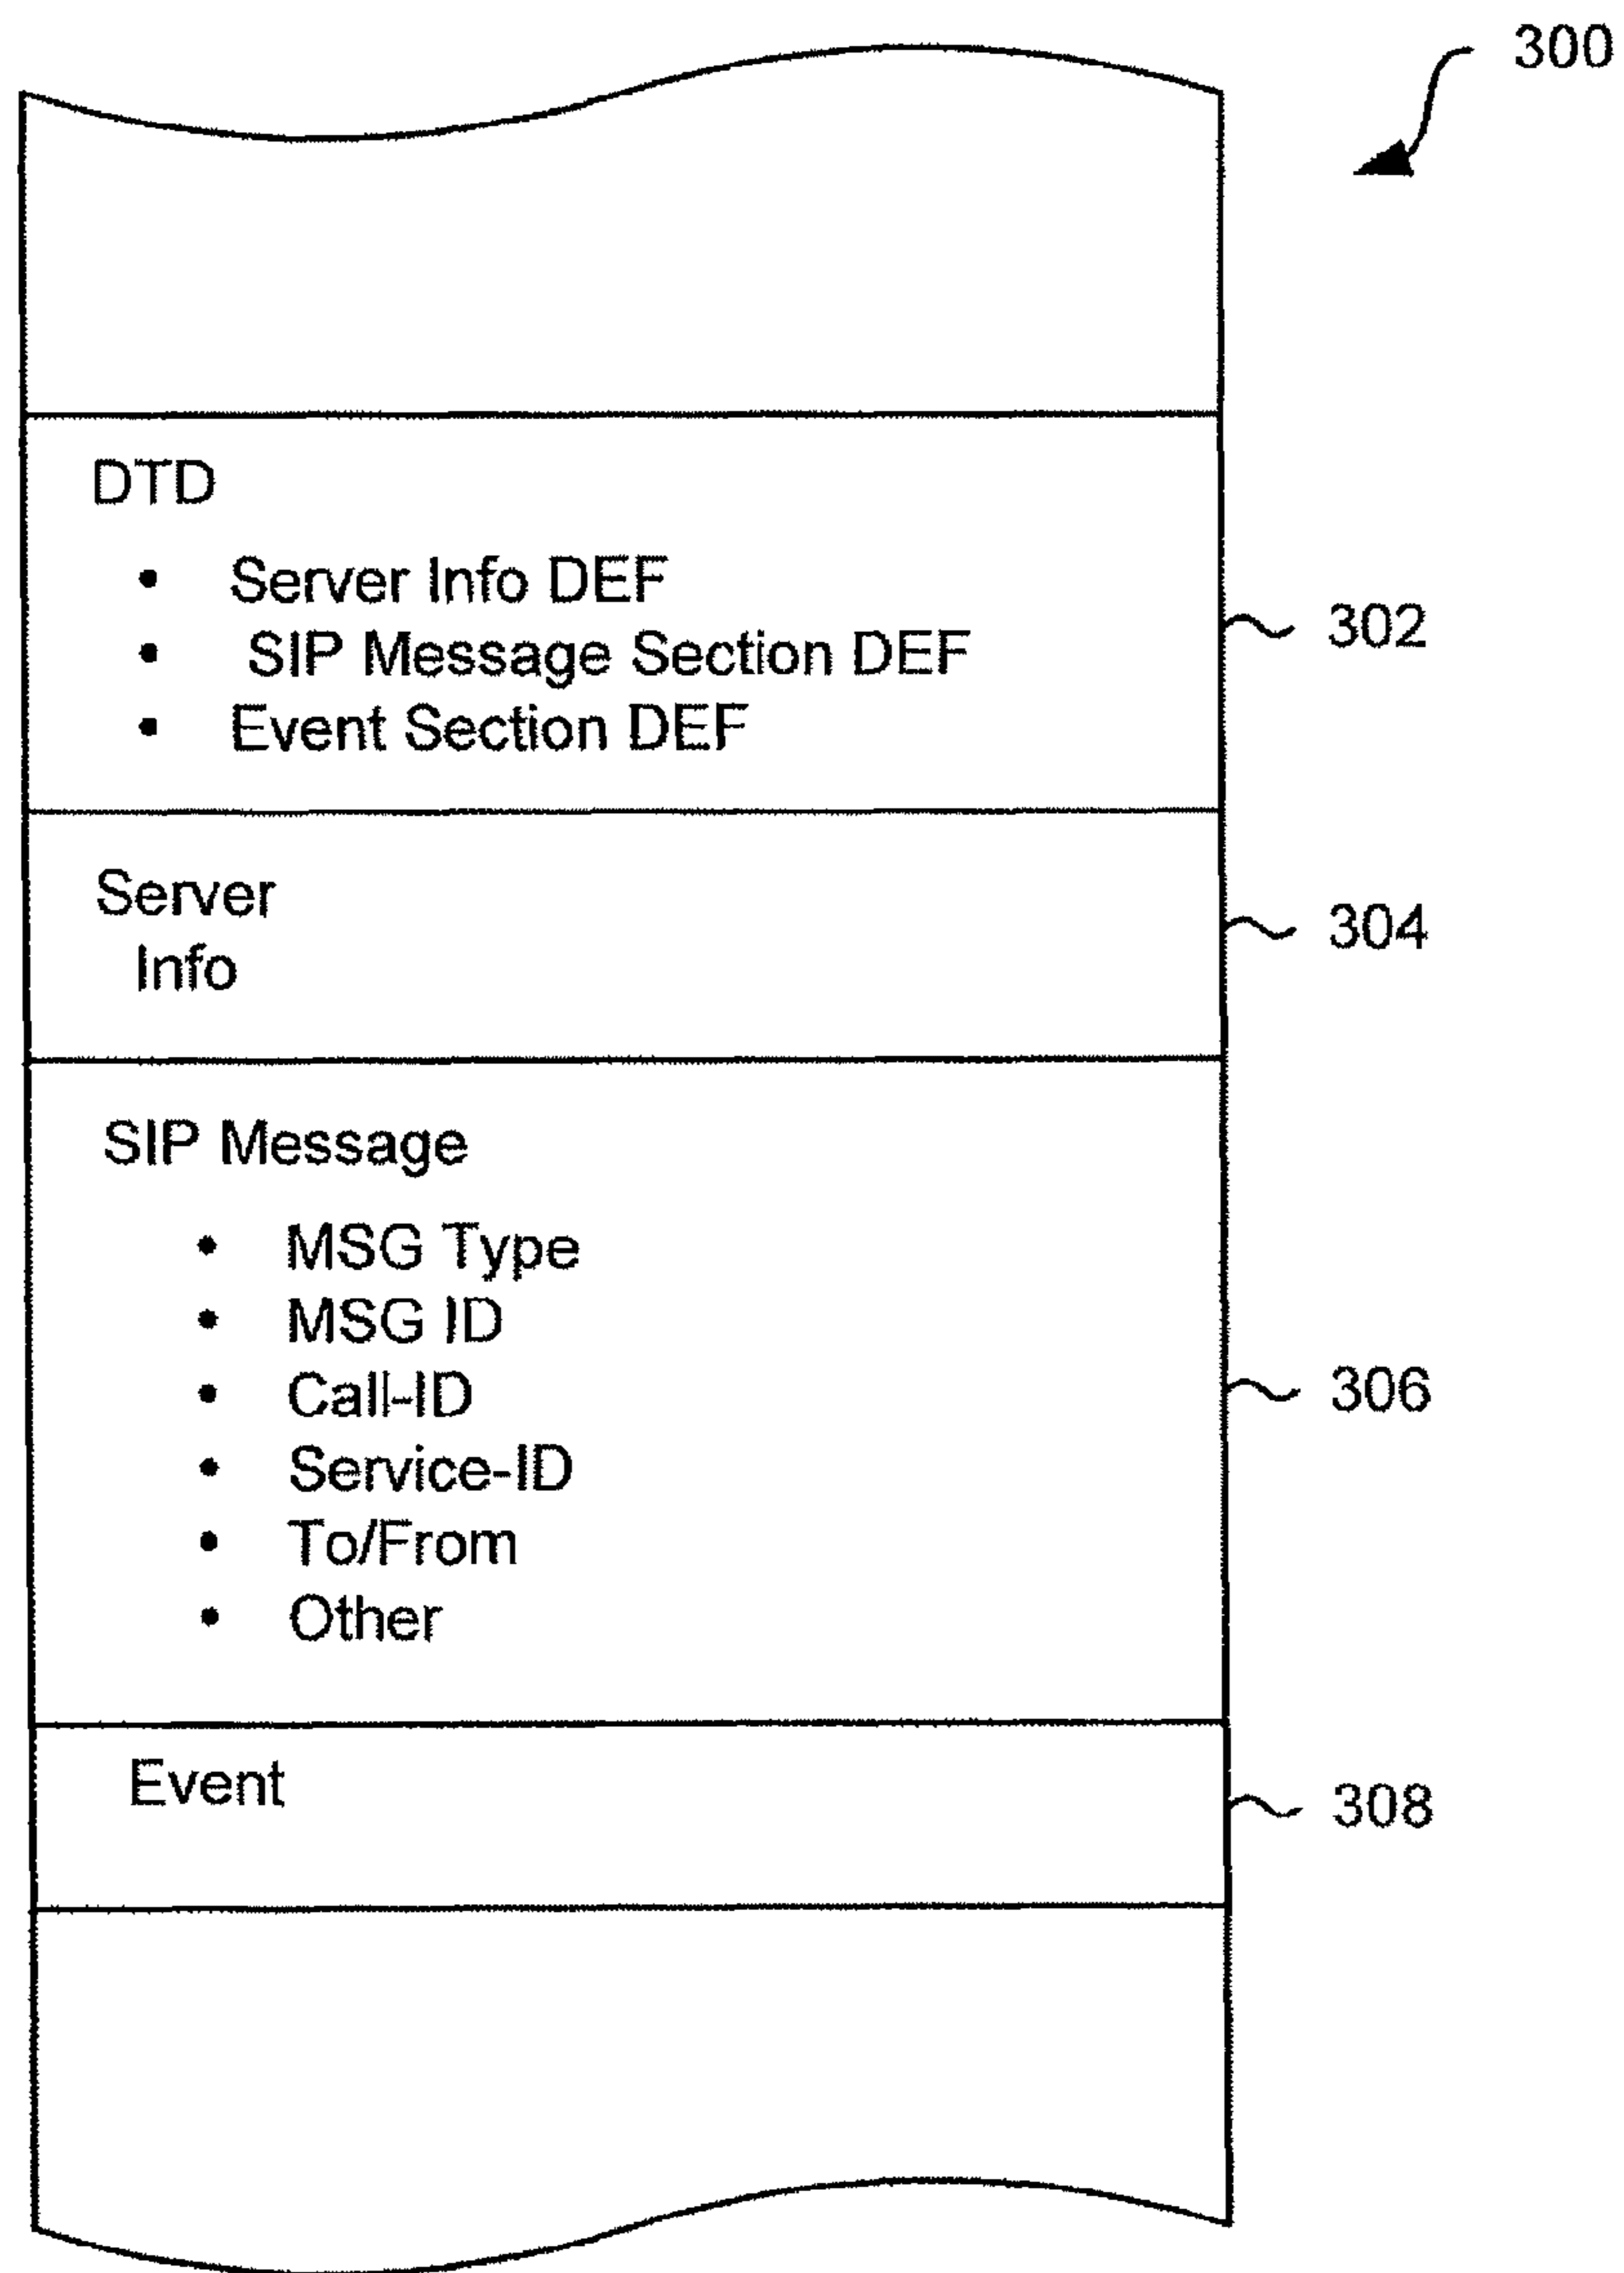 300
DTD
• Server Info DEF
• SIP Message Section DEF
• Event Section DEF
302
Server
Info
304
SIP Message
• MSG Type
• MSG ID
• Call-ID
• Service-ID
• To/From
• Other
306
Event
308